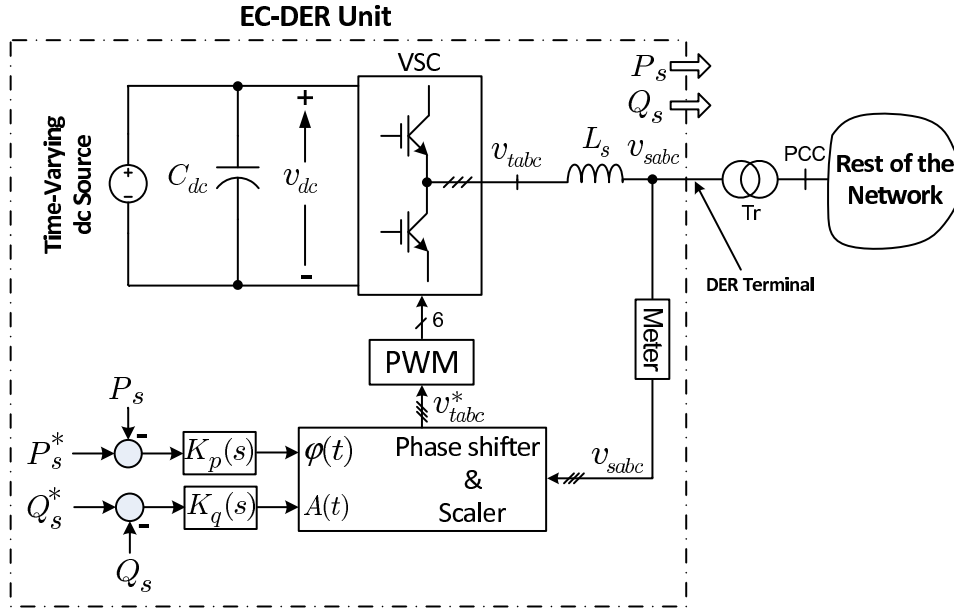 EC-DER Unit
Time-Varying
dc Source
C_dc
+
v_dc
-
VSC
v_tabc
L_s
v_sabc
P_s
Q_s
PCC
Tr
Rest of the
Network
DER Terminal
Meter
6
PWM
v*_tabc
P_s
P*_s
-
K_p(s)
φ(t)
Phase shifter
&
Scaler
v_sabc
Q*_s
-
K_q(s)
A(t)
Q_s